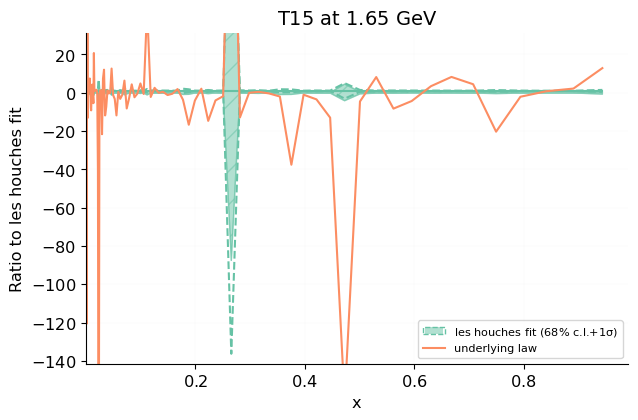 T15 at 1.65 GeV
Ratio to les houches fit
20
0
−20
−40
−60
−80
−100
−120
−140
0.2
0.4
0.6
0.8
x
les houches fit (68% c.l.+1σ)
underlying law